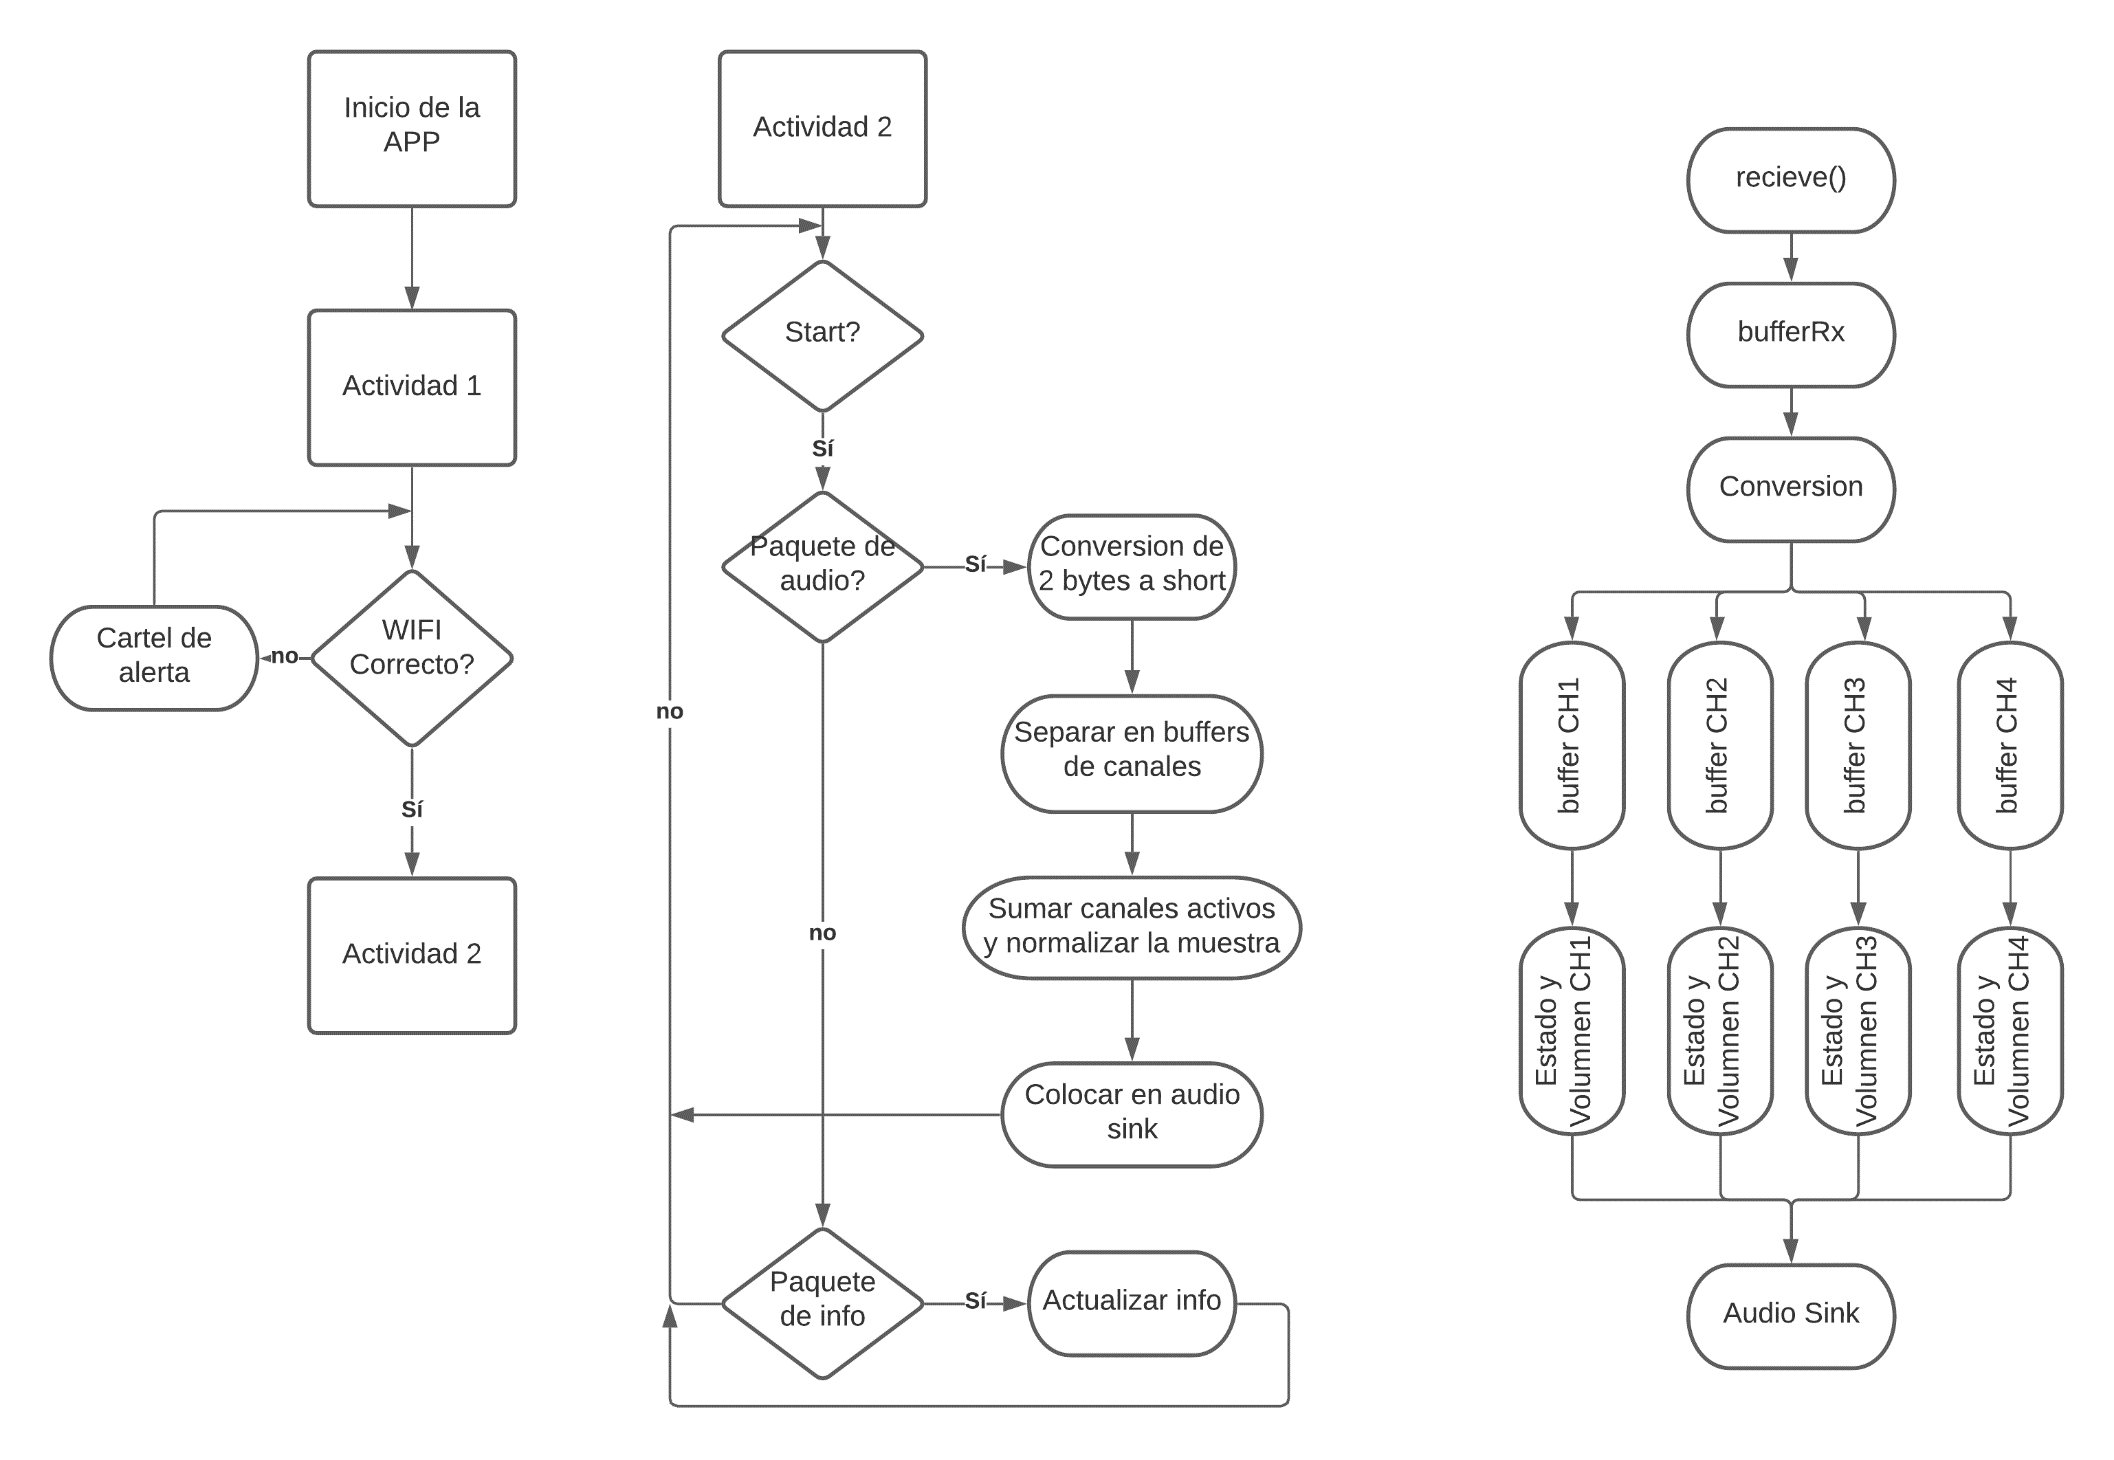 Inicio de la
APP
Actividad 1
WIFI
Correcto?
no
Cartel de
alerta
Sí
Actividad 2
Actividad 2
Start?
Sí
Paquete de
audio?
Sí
Conversion de
2 bytes a short
Separar en buffers
de canales
Sumar canales activos
y normalizar la muestra
Colocar en audio
sink
no
no
Paquete
de info
Sí
Actualizar info
recieve()
bufferRx
Conversion
buffer CH1
buffer CH2
buffer CH3
buffer CH4
Estado y
Volumnen CH1
Estado y
Volumnen CH2
Estado y
Volumnen CH3
Estado y
Volumnen CH4
Audio Sink